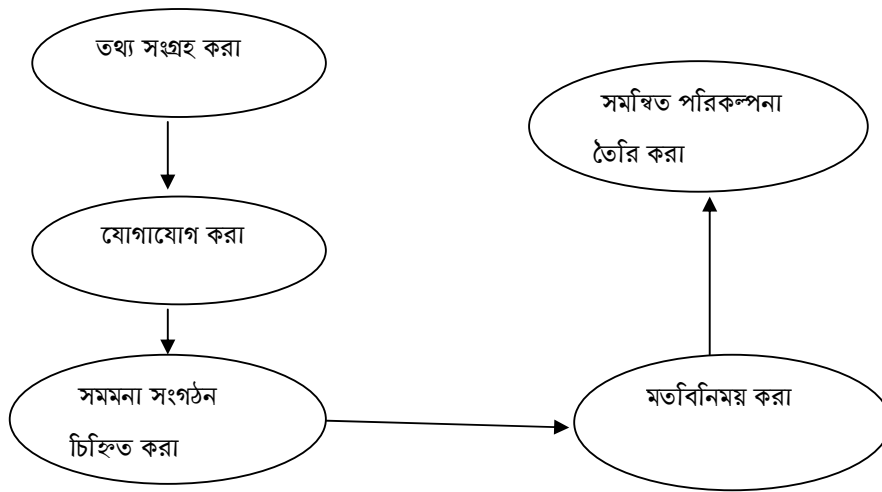 তথ্য সংগ্রহ করা
যোগাযোগ করা
সমমনা সংগঠন
চিহ্নিত করা
মতবিনিময় করা
সমন্বিত পরিকল্পনা
তৈরি করা